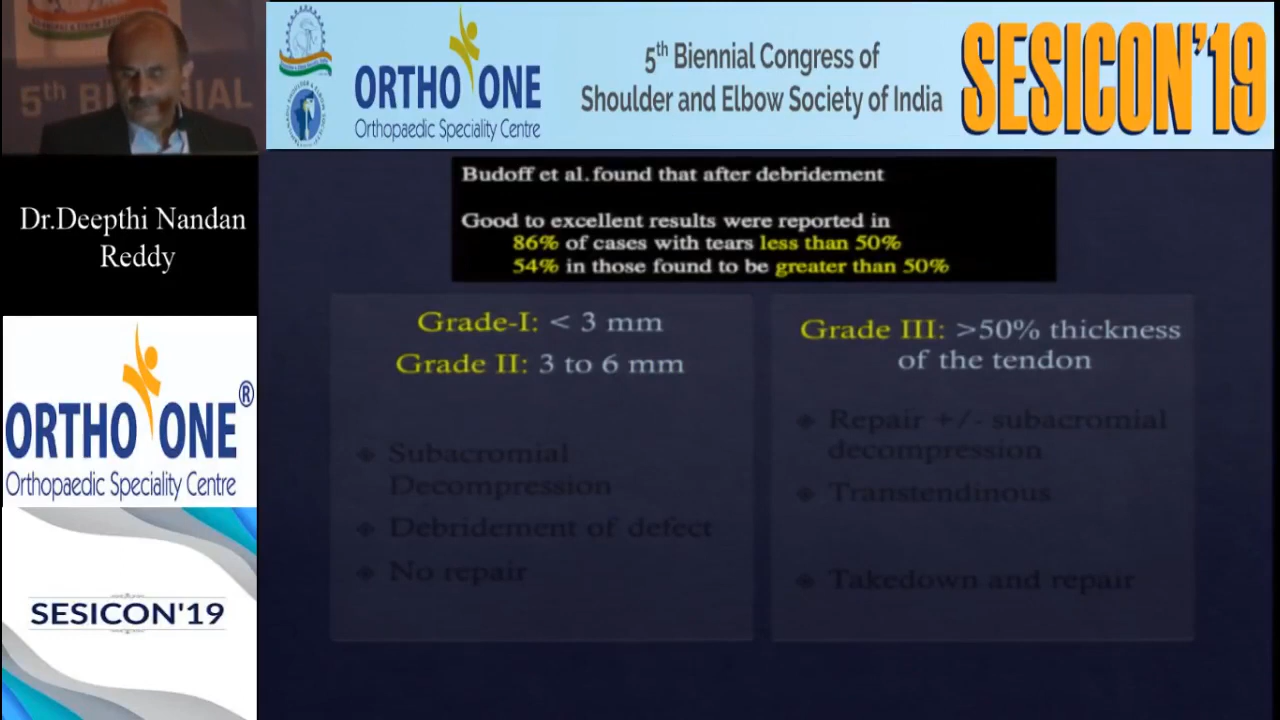 5th BIENNIAL
ORTHO ONE
Orthopaedic Speciality Centre
5th Biennial Congress of
Shoulder and Elbow Society of India
SESICON'19
Dr.Deepthi Nandan
Reddy
ORTHO ONE®
Orthopaedic Speciality Centre
SESICON'19
Budoff et al. found that after debridement
Good to excellent results were reported in
86% of cases with tears less than 50%
54% in those found to be greater than 50%
Grade-I: < 3 mm
Grade II: 3 to 6 mm
Subacromial
Decompression
Debridement of defect
No repair
Grade III: >50% thickness
of the tendon
Repair +/- subacromial
decompression
Transtendinous
Takedown and repair